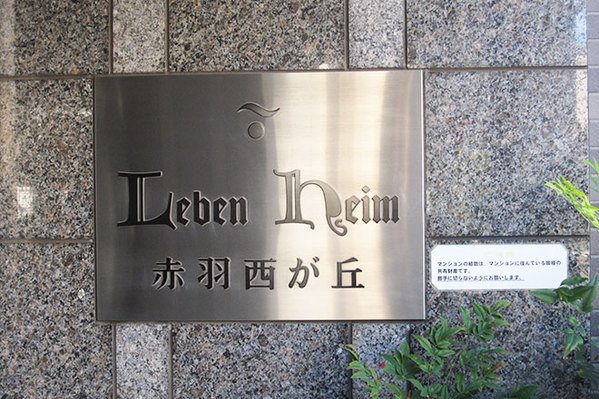 Leben Heim
赤羽西が丘
マンションの植栽は、マンションに住んでいる皆様の
共有財産です。
勝手に切らないようにお願いします。